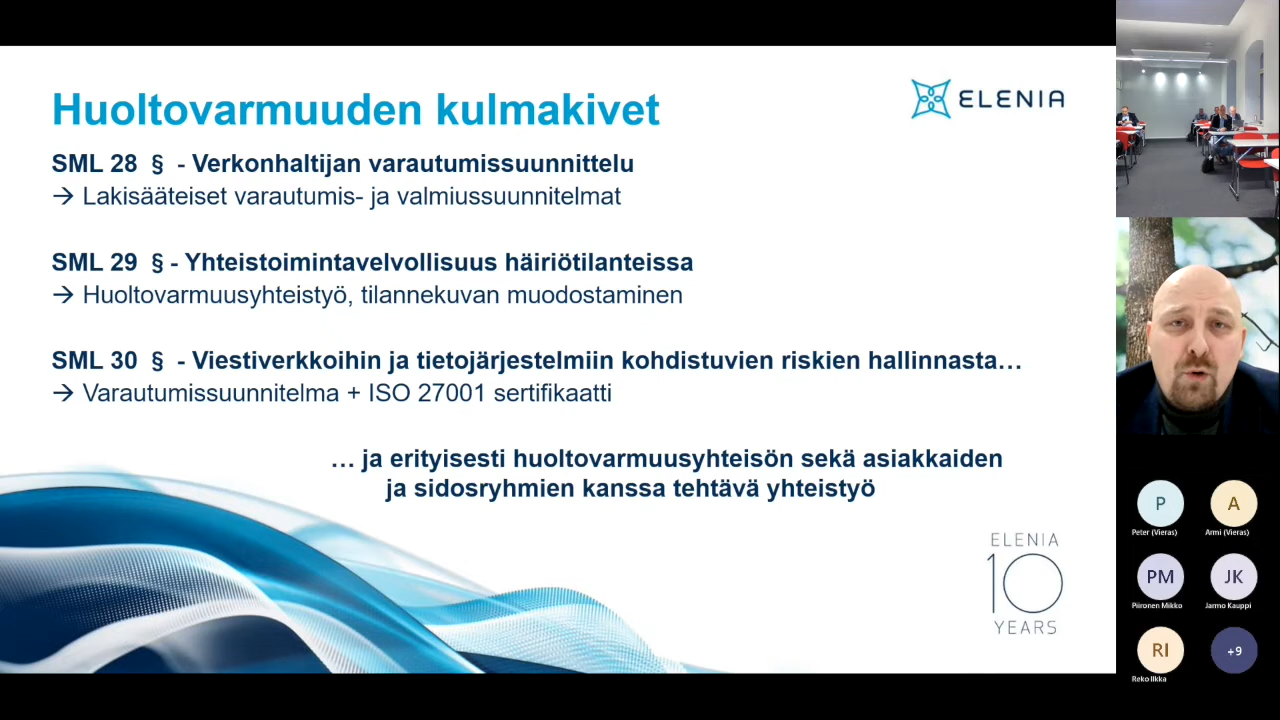 Huoltovarmuuden kulmakivet
ELENIA
SML 28 § - Verkonhaltijan varautumissuunnittelu
→ Lakisääteiset varautumis- ja valmiussuunnitelmat
SML 29 § - Yhteistoimintavelvollisuus häiriötilanteissa
→ Huoltovarmuusyhteistyö, tilannekuvan muodostaminen
SML 30 § - Viestiverkkoihin ja tietojärjestelmiin kohdistuvien riskien hallinnasta…
→ Varautumissuunnitelma + ISO 27001 sertifikaatti
… ja erityisesti huoltovarmuusyhteisön sekä asiakkaiden
ja sidosryhmien kanssa tehtävä yhteistyö
ELENIA
10
YEARS
P
Peter (Vieras)
A
Armi (Vieras)
PM
Piironen Mikko
JK
Jarmo Kauppi
RI
Reko Ilkka
+9